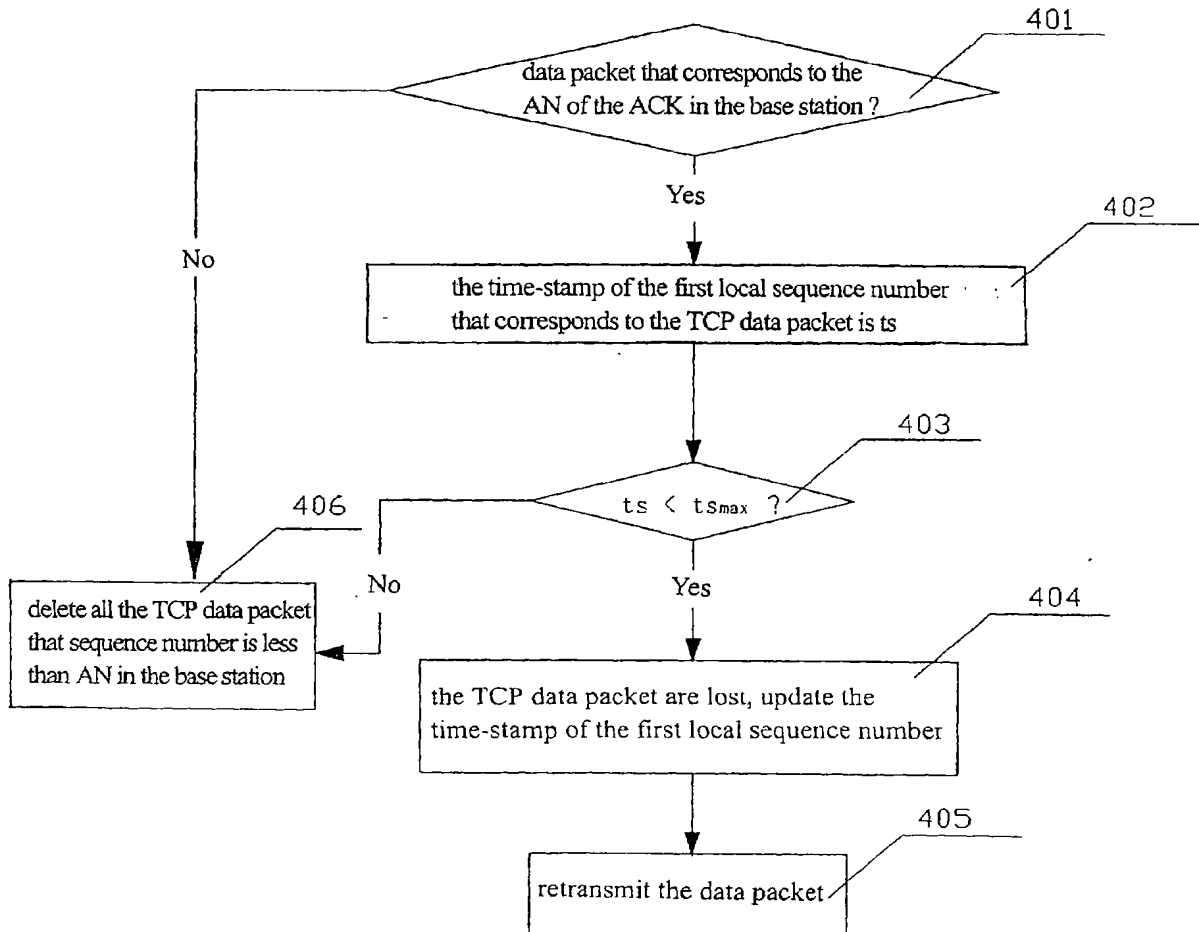 401
data packet that corresponds to the
AN of the ACK in the base station ?
Yes
402
No
the time-stamp of the first local sequence number
that corresponds to the TCP data packet is ts
403
ts < tsmax ?
406
No
Yes
delete all the TCP data packet
that sequence number is less
than AN in the base station
404
the TCP data packet are lost, update the
time-stamp of the first local sequence number
405
retransmit the data packet